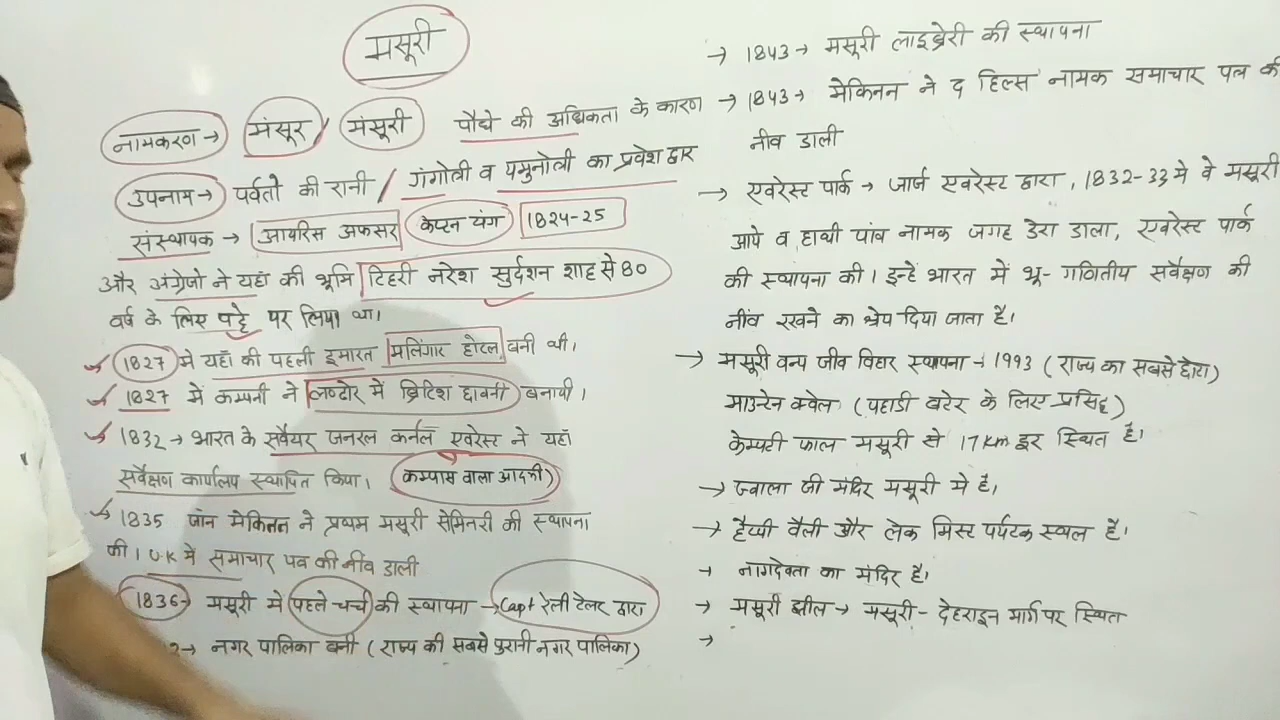 मसूरी
नामकरण → मंसूर / मंसूरी पौधे की अधिकता के कारण
उपनाम → पर्वतो की रानी / गंगोत्री व यमुनोत्री का प्रवेश द्वार
संस्थापक → आयरिस अफसर केप्टन यंग 1824-25
और अंग्रेजो ने यहाँ की भूमि टिहरी नरेश सुर्दशन शाह से 80
वर्ष के लिए पट्टे पर लिया था।
1827 मे यहाँ की पहली इमारत मलिंगार होटल बनी थी।
1827 में कम्पनी ने लण्टोर में ब्रिटिश छावनी बनायी।
1832 → भारत के सर्वेयर जनरल कर्नल एवरेस्ट ने यहाँ
सर्वेक्षण कार्यालय स्थापित किया। (कम्पास वाला आदमी)
→ 1835 जॉन मेकिनन ने प्रथम मसूरी सेमिनरी की स्थापना
की। U.K मे समाचार पत्र की नींव डाली
1836 → मसूरी मे पहले चर्च की स्थापना → Capt रेली टेलर द्वारा
2 → नगर पालिका बनी (राज्य की सबसे पुरानी नगर पालिका)
→ 1843 → मसूरी लाइब्रेरी की स्थापना
→ 1843 → मेकिनन ने द हिल्स नामक समाचार पत्र की
नीव डाली
→ एवरेस्ट पार्क → जार्ज एवरेस्ट द्वारा, 1832-33 मे वे मसूरी
आये व हाथी पांव नामक जगह डेरा डाला, एवरेस्ट पार्क
की स्थापना की। इन्हे भारत में भू-गणितीय सर्वेक्षण की
नींव रखने का श्रेय दिया जाता है।
→ मसूरी वन्य जीव विहार स्थापना - 1993 (राज्य का सबसे छोटा)
माउन्टेन क्वेल (पहाडी बटेर के लिए प्रसिद्द)
केम्पटी फाल मसूरी से 17 Km दूर स्थित है।
→ ज्वाला जी मंदिर मसूरी मे है।
→ हैप्पी वैली और लेक मिस्ट पर्यटक स्थल है।
→ नागदेवता का मंदिर है।
→ मसूरी झील → मसूरी - देहरादून मार्ग पर स्थित
→